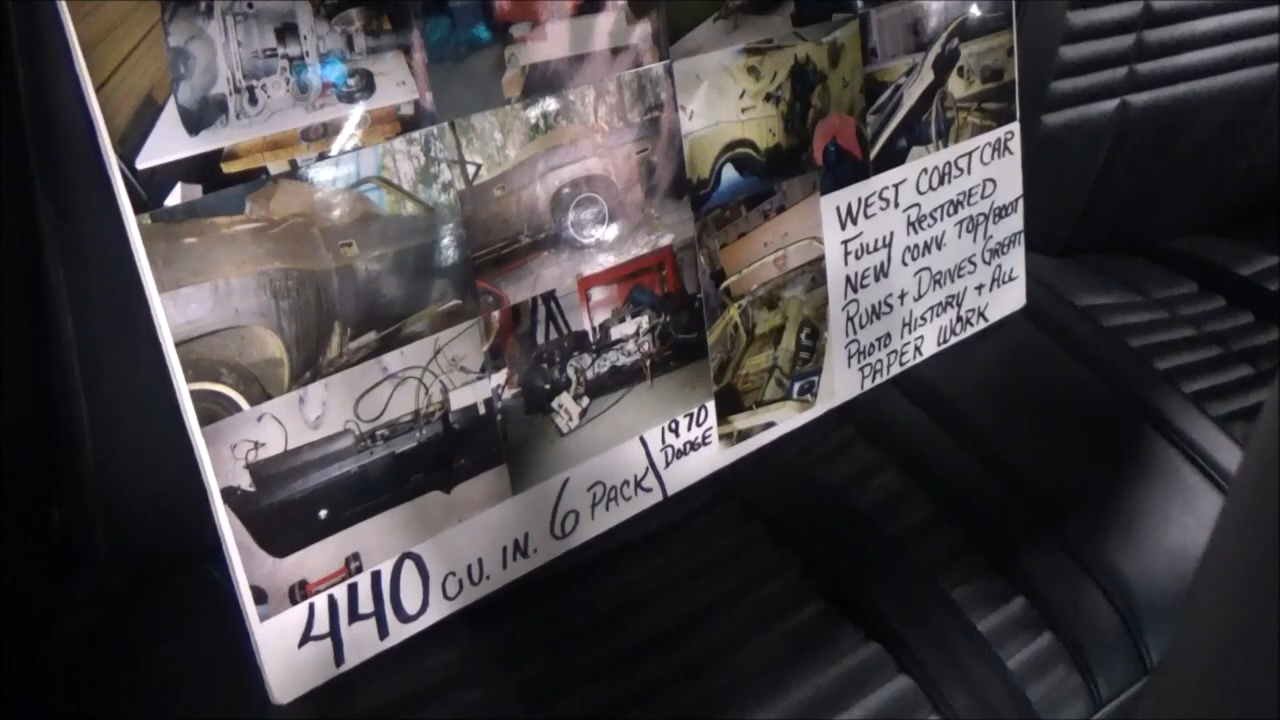 WEST COAST CAR
FULLY RESTORED
NEW CONV. TOP/BOOT
RUNS + DRIVES GREAT
PHOTO HISTORY + ALL
PAPER WORK
1970
DODGE
440 CU. IN. 6 PACK